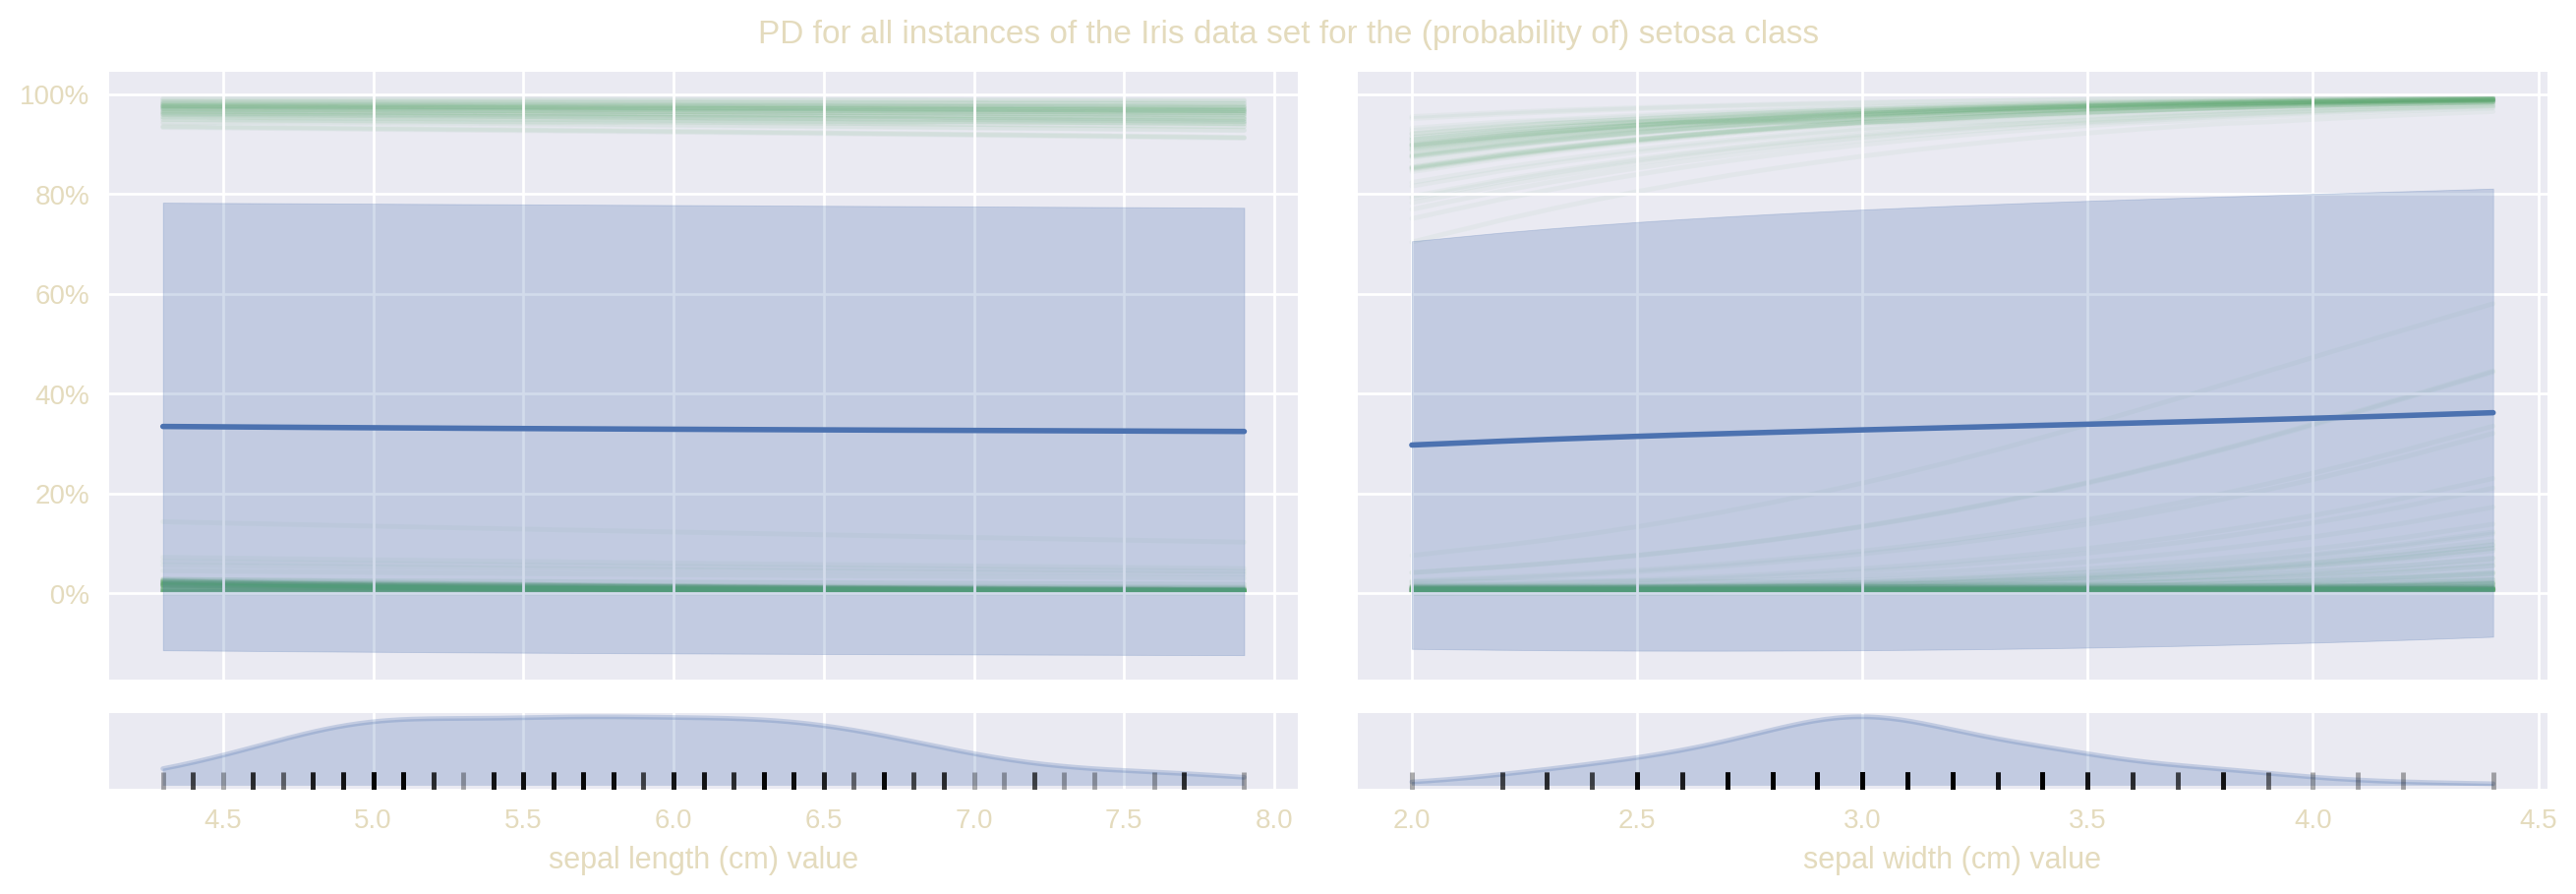 PD for all instances of the Iris data set for the (probability of) setosa class
100%
80%
60%
40%
20%
0%
4.5 5.0 5.5 6.0 6.5 7.0 7.5 8.0
sepal length (cm) value
2.0 2.5 3.0 3.5 4.0 4.5
sepal width (cm) value